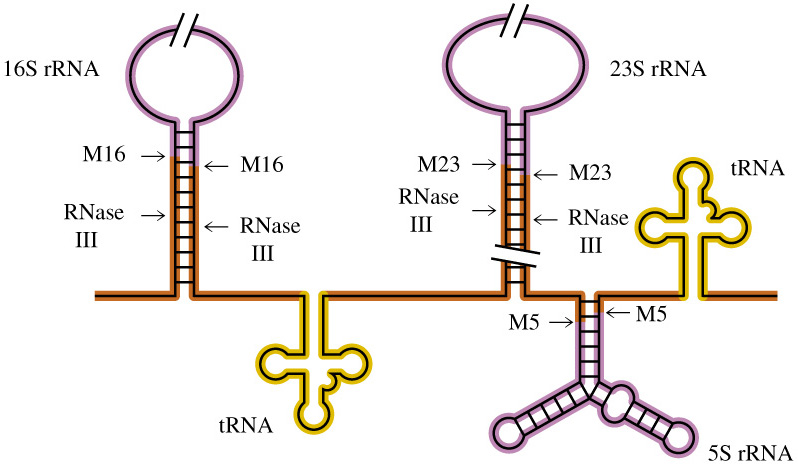 16S rRNA
23S rRNA
M16
M16
RNase
III
RNase
III
M23
M23
RNase
III
RNase
III
tRNA
M5
M5
tRNA
5S rRNA